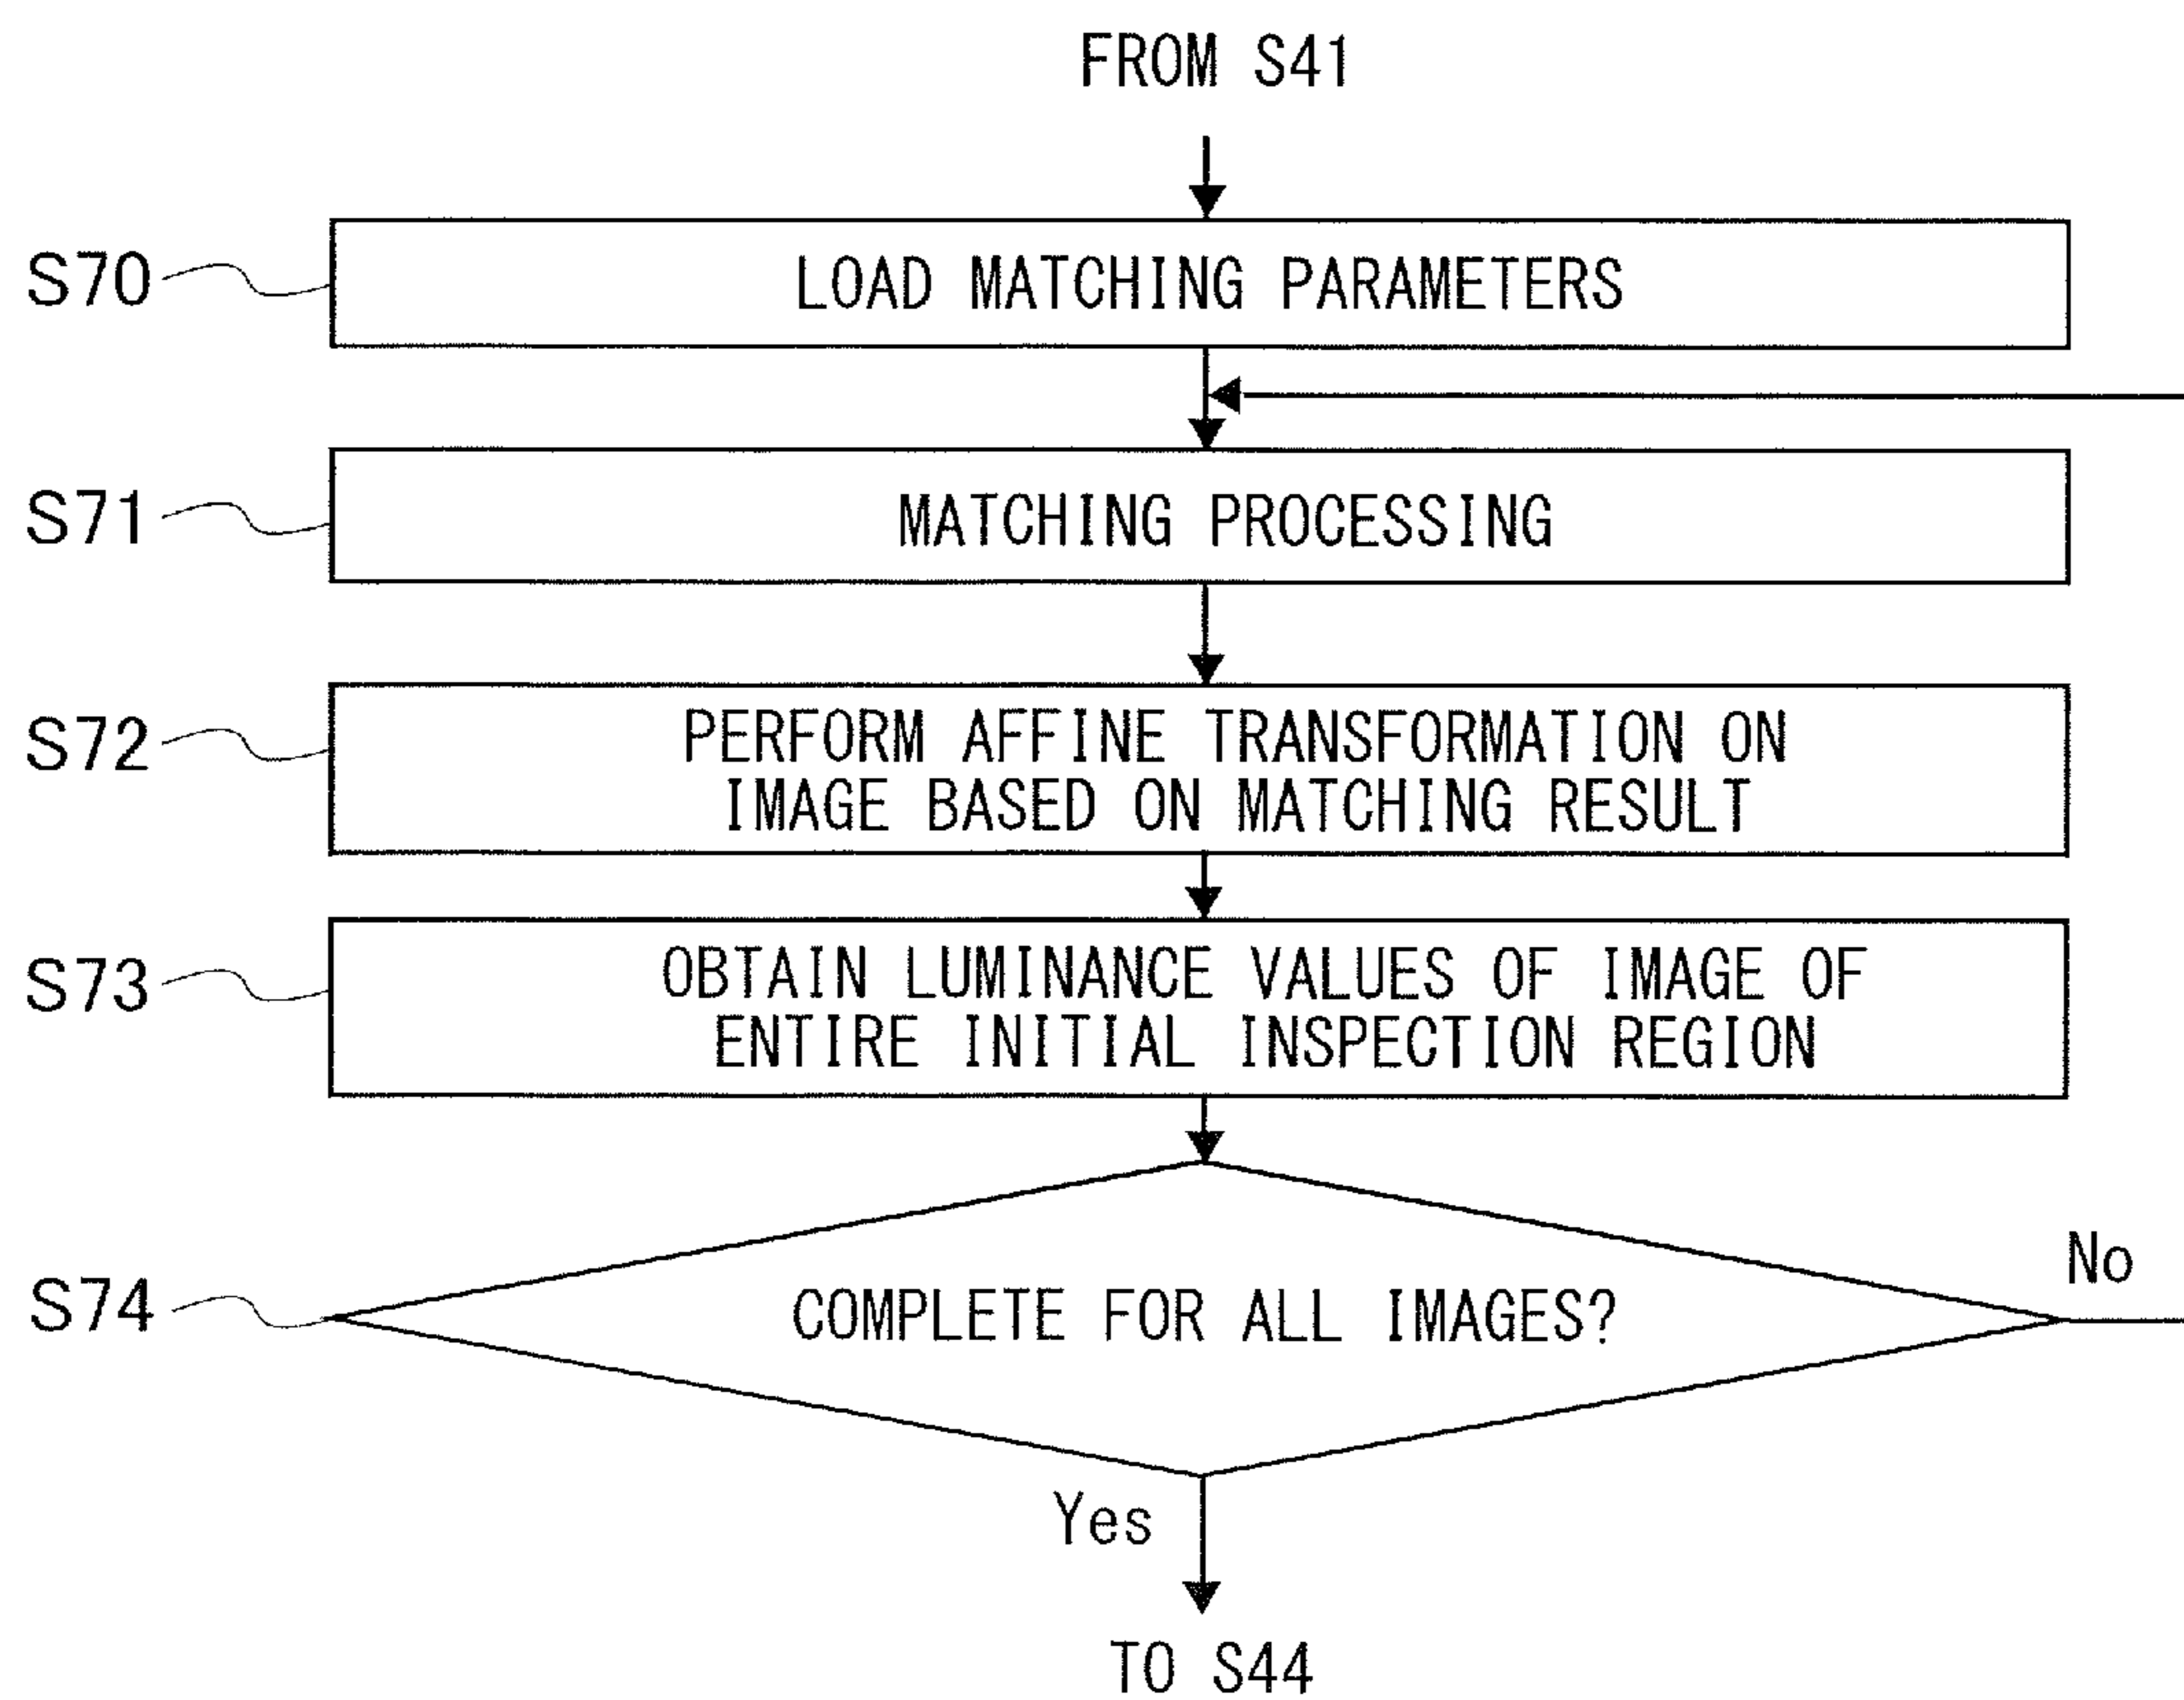 FROM S41
S70
LOAD MATCHING PARAMETERS
S71
MATCHING PROCESSING
S72
PERFORM AFFINE TRANSFORMATION ON
IMAGE BASED ON MATCHING RESULT
S73
OBTAIN LUMINANCE VALUES OF IMAGE OF
ENTIRE INITIAL INSPECTION REGION
S74
COMPLETE FOR ALL IMAGES?
No
Yes
TO S44